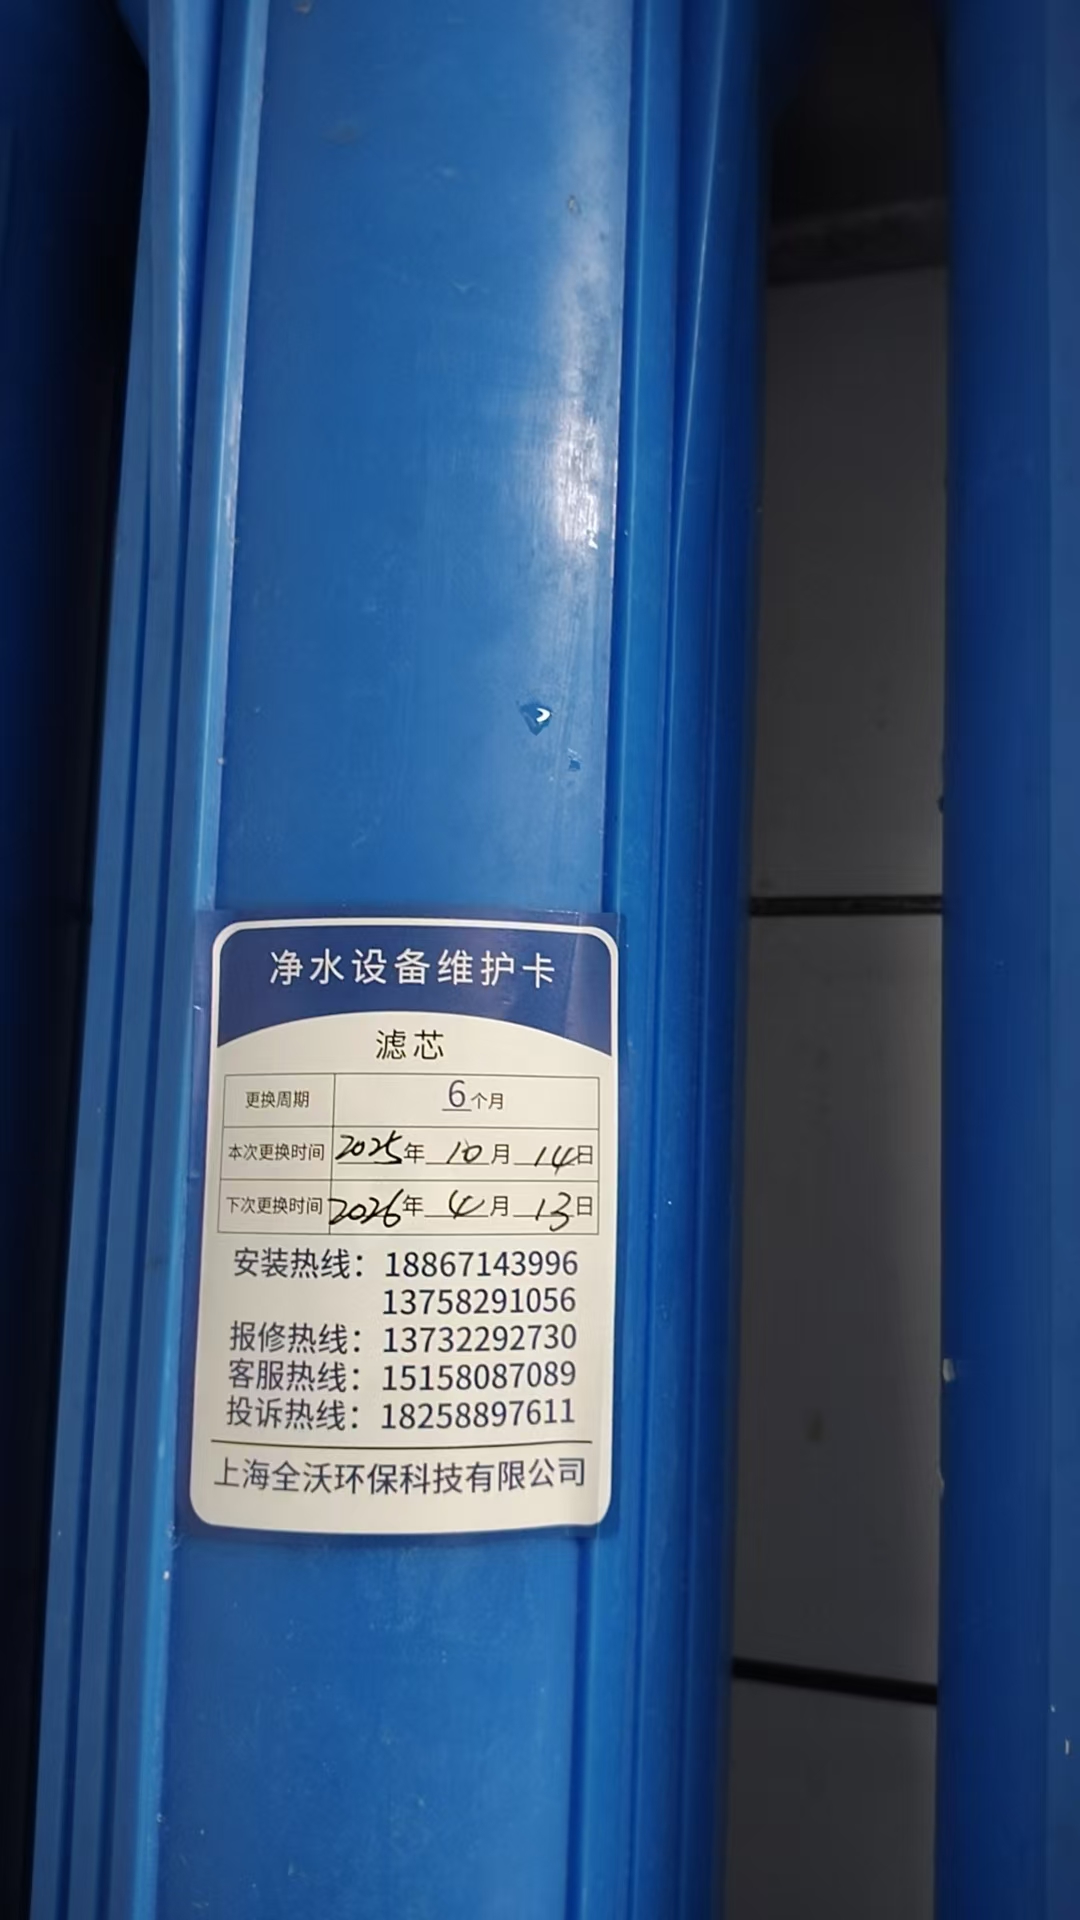 净水设备维护卡
滤芯
更换周期 6个月
本次更换时间 2025年10月14日
下次更换时间 2026年4月13日
安装热线：18867143996
13758291056
报修热线：13732292730
客服热线：15158087089
投诉热线：18258897611
上海全沃环保科技有限公司